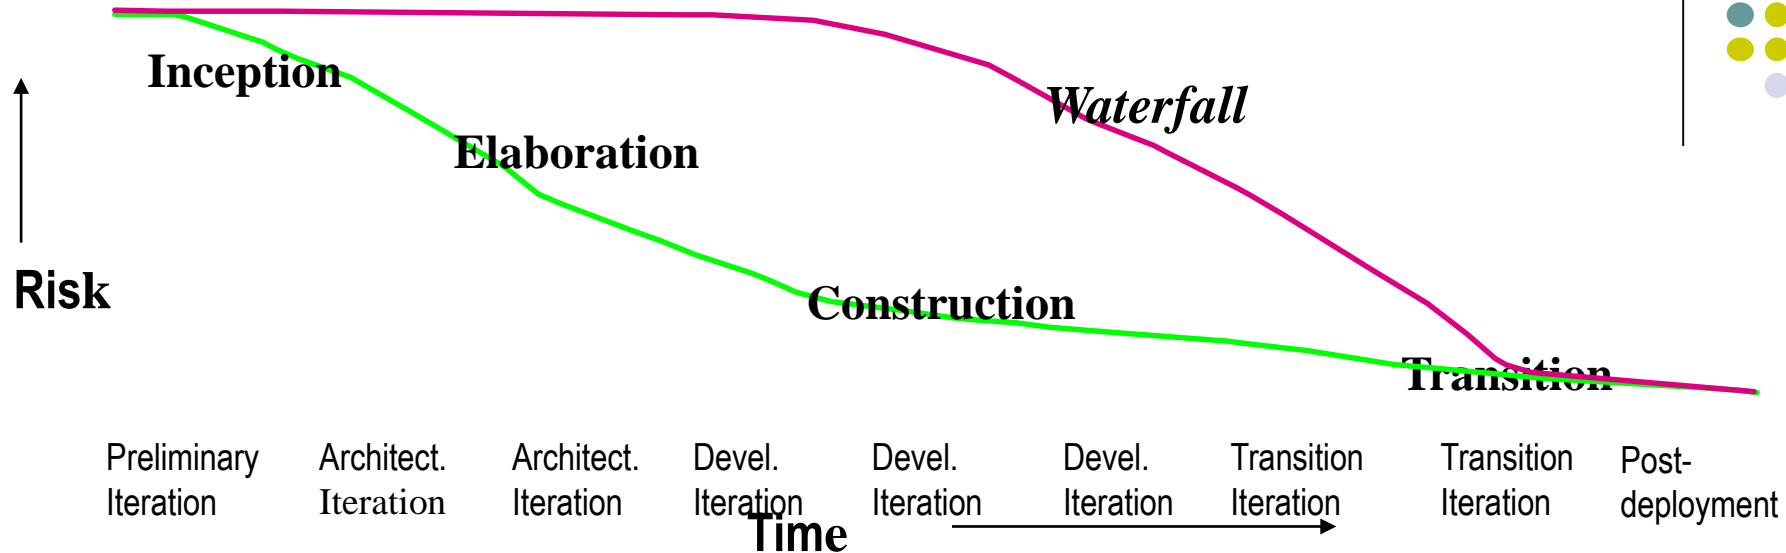 Inception
Waterfall
Elaboration
Risk
Construction
Transition
Preliminary Iteration
Architect. Iteration
Architect. Iteration
Devel. Iteration
Devel. Iteration
Devel. Iteration
Transition Iteration
Transition Iteration
Post-deployment
Time